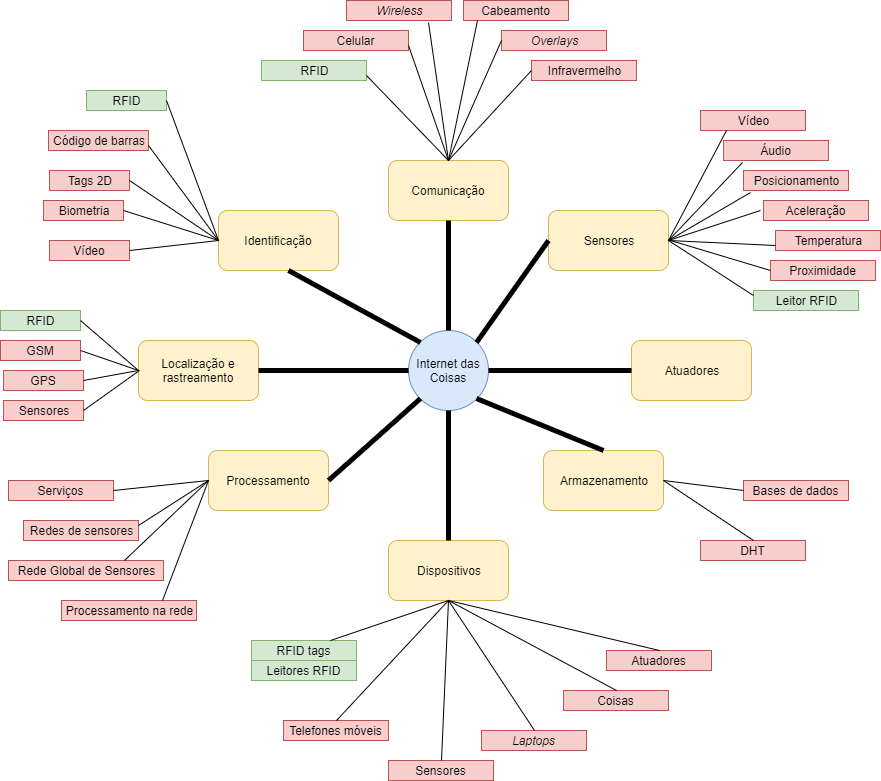 Wireless
Cabeamento
Celular
Overlays
RFID
Infravermelho
Comunicação
RFID
Código de barras
Tags 2D
Biometria
Vídeo
Identificação
Vídeo
Áudio
Posicionamento
Aceleração
Temperatura
Proximidade
Leitor RFID
Sensores
RFID
GSM
GPS
Sensores
Localização e
rastreamento
Internet das
Coisas
Atuadores
Processamento
Serviços
Redes de sensores
Rede Global de Sensores
Processamento na rede
Armazenamento
Bases de dados
DHT
Dispositivos
RFID tags
Leitores RFID
Telefones móveis
Sensores
Laptops
Coisas
Atuadores